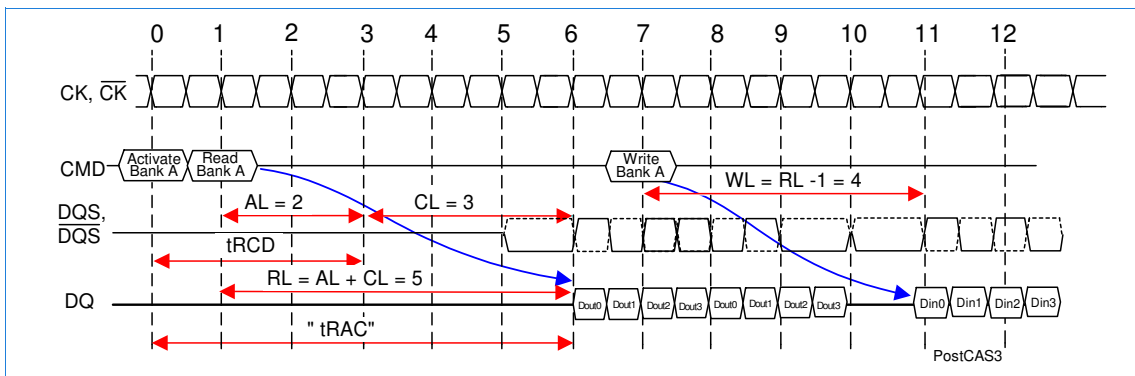 0 1 2 3 4 5 6 7 8 9 10 11 12
CK, CK
CMD
Activate
Bank A
Read
Bank A
Write
Bank A
WL = RL -1 = 4
AL = 2
CL = 3
DQS,
DQS
tRCD
RL = AL + CL = 5
DQ
Dout0 Dout1 Dout2 Dout3 Dout0 Dout1 Dout2 Dout3
Din0 Din1 Din2 Din3
" tRAC"
PostCAS3